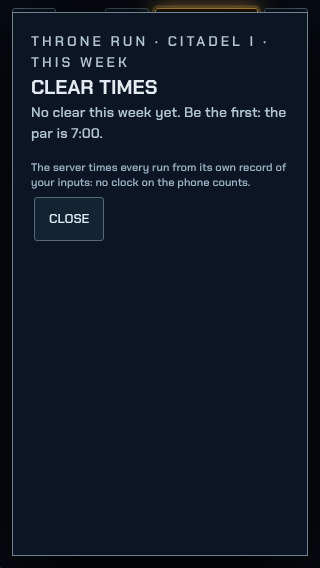 THRONE RUN · CITADEL I ·
THIS WEEK
CLEAR TIMES
No clear this week yet. Be the first: the
par is 7:00.
The server times every run from its own record of
your inputs: no clock on the phone counts.
CLOSE